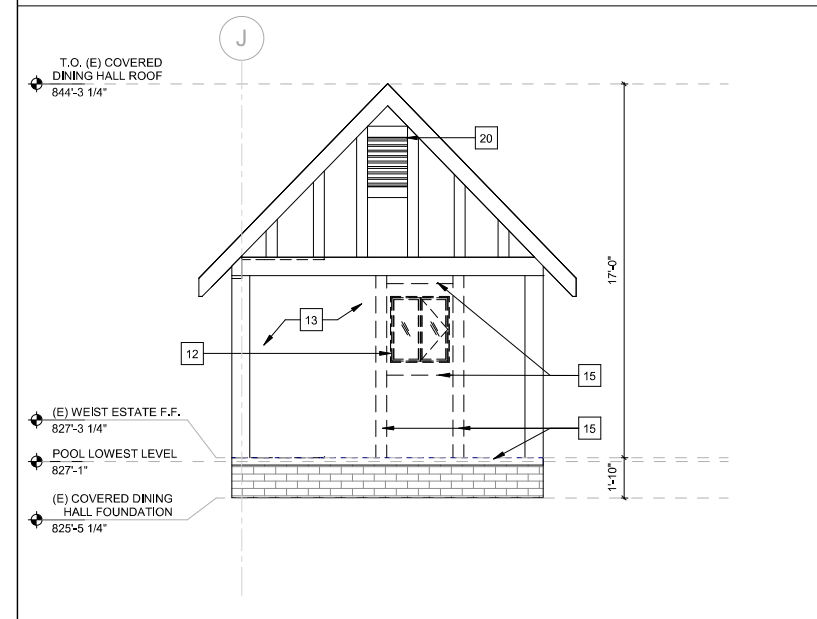 J
T.O. (E) COVERED
DINING HALL ROOF
844'-3 1/4"
20
17'-0"
13
12
15
(E) WEIST ESTATE F.F.
827'-3 1/4"
15
POOL LOWEST LEVEL
827'-1"
1'-10"
(E) COVERED DINING
HALL FOUNDATION
825'-5 1/4"